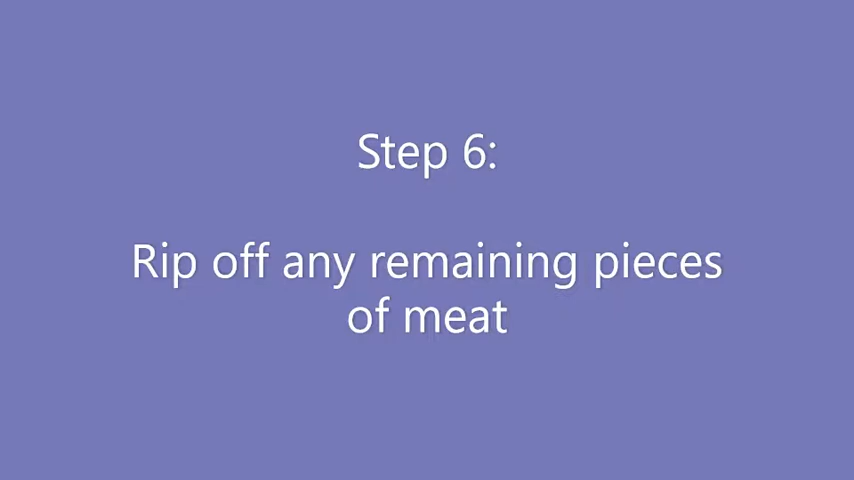 Step 6:
Rip off any remaining pieces
of meat